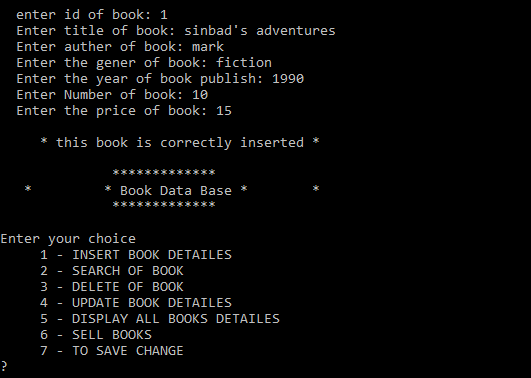 enter id of book: 1
Enter title of book: sinbad's adventures
Enter auther of book: mark
Enter the gener of book: fiction
Enter the year of book publish: 1990
Enter Number of book: 10
Enter the price of book: 15
* this book is correctly inserted *
*************
* * Book Data Base * *
*************
Enter your choice
1 - INSERT BOOK DETAILES
2 - SEARCH OF BOOK
3 - DELETE OF BOOK
4 - UPDATE BOOK DETAILES
5 - DISPLAY ALL BOOKS DETAILES
6 - SELL BOOKS
7 - TO SAVE CHANGE
?